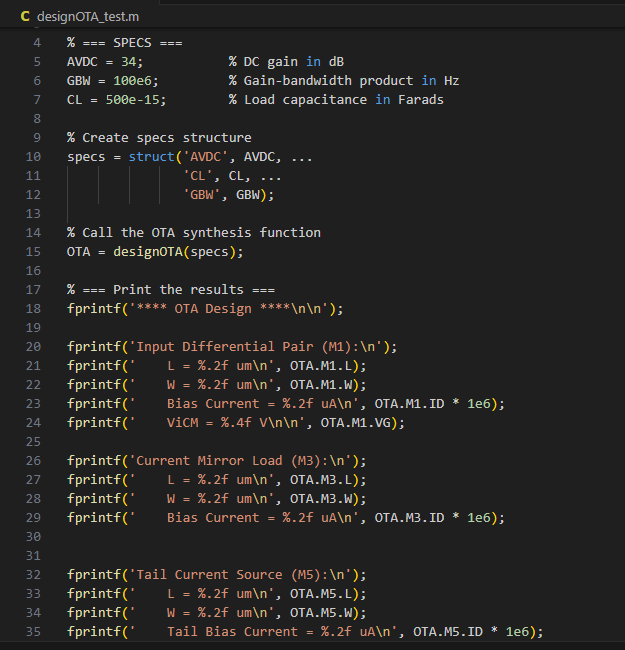 C designOTA_test.m
4 % === SPECS ===
5 AVDC = 34; % DC gain in dB
6 GBW = 100e6; % Gain-bandwidth product in Hz
7 CL = 500e-15; % Load capacitance in Farads
8
9 % Create specs structure
10 specs = struct('AVDC', AVDC, ...
11 'CL', CL, ...
12 'GBW', GBW);
13
14 % Call the OTA synthesis function
15 OTA = designOTA(specs);
16
17 % === Print the results ===
18 fprintf('**** OTA Design ****\n\n');
19
20 fprintf('Input Differential Pair (M1):\n');
21 fprintf('    L = %.2f um\n', OTA.M1.L);
22 fprintf('    W = %.2f um\n', OTA.M1.W);
23 fprintf('    Bias Current = %.2f uA\n', OTA.M1.ID * 1e6);
24 fprintf('    ViCM = %.4f V\n\n', OTA.M1.VG);
25
26 fprintf('Current Mirror Load (M3):\n');
27 fprintf('    L = %.2f um\n', OTA.M3.L);
28 fprintf('    W = %.2f um\n', OTA.M3.W);
29 fprintf('    Bias Current = %.2f uA\n', OTA.M3.ID * 1e6);
30
31
32 fprintf('Tail Current Source (M5):\n');
33 fprintf('    L = %.2f um\n', OTA.M5.L);
34 fprintf('    W = %.2f um\n', OTA.M5.W);
35 fprintf('    Tail Bias Current = %.2f uA\n', OTA.M5.ID * 1e6);